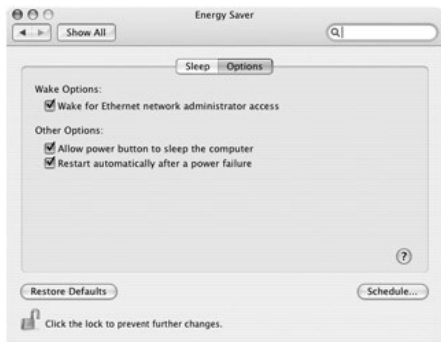 Energy Saver
Show All
Sleep Options
Wake Options:
Wake for Ethernet network administrator access
Other Options:
Allow power button to sleep the computer
Restart automatically after a power failure
?
Restore Defaults Schedule...
Click the lock to prevent further changes.